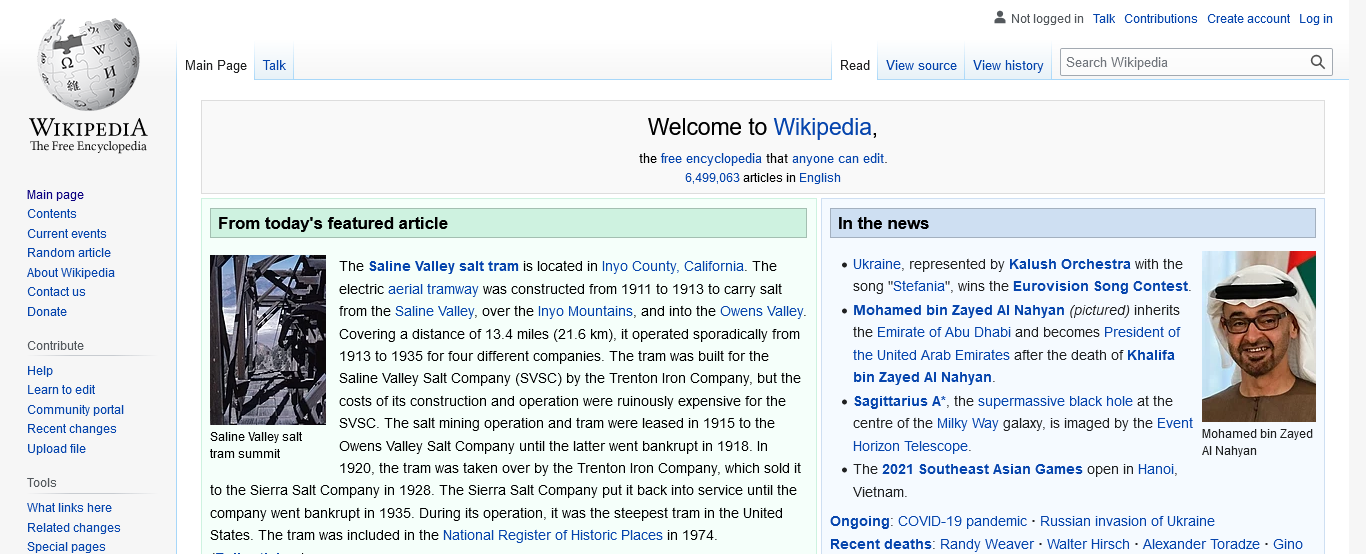 Not logged in Talk Contributions Create account Log in
Main Page Talk Read View source View history Search Wikipedia
WIKIPEDIA
The Free Encyclopedia
Main page
Contents
Current events
Random article
About Wikipedia
Contact us
Donate
Contribute
Help
Learn to edit
Community portal
Recent changes
Upload file
Tools
What links here
Related changes
Special pages
Welcome to Wikipedia,
the free encyclopedia that anyone can edit.
6,499,063 articles in English
From today's featured article
Saline Valley salt
tram summit
The Saline Valley salt tram is located in Inyo County, California. The
electric aerial tramway was constructed from 1911 to 1913 to carry salt
from the Saline Valley, over the Inyo Mountains, and into the Owens Valley.
Covering a distance of 13.4 miles (21.6 km), it operated sporadically from
1913 to 1935 for four different companies. The tram was built for the
Saline Valley Salt Company (SVSC) by the Trenton Iron Company, but the
costs of its construction and operation were ruinously expensive for the
SVSC. The salt mining operation and tram were leased in 1915 to the
Owens Valley Salt Company until the latter went bankrupt in 1918. In
1920, the tram was taken over by the Trenton Iron Company, which sold it
to the Sierra Salt Company in 1928. The Sierra Salt Company put it back into service until the
company went bankrupt in 1935. During its operation, it was the steepest tram in the United
States. The tram was included in the National Register of Historic Places in 1974.
In the news
• Ukraine, represented by Kalush Orchestra with the
song "Stefania", wins the Eurovision Song Contest.
• Mohamed bin Zayed Al Nahyan (pictured) inherits
the Emirate of Abu Dhabi and becomes President of
the United Arab Emirates after the death of Khalifa
bin Zayed Al Nahyan.
• Sagittarius A*, the supermassive black hole at the
centre of the Milky Way galaxy, is imaged by the Event
Horizon Telescope.
• The 2021 Southeast Asian Games open in Hanoi,
Vietnam.
Mohamed bin Zayed
Al Nahyan
Ongoing: COVID-19 pandemic · Russian invasion of Ukraine
Recent deaths: Randy Weaver · Walter Hirsch · Alexander Toradze · Gino